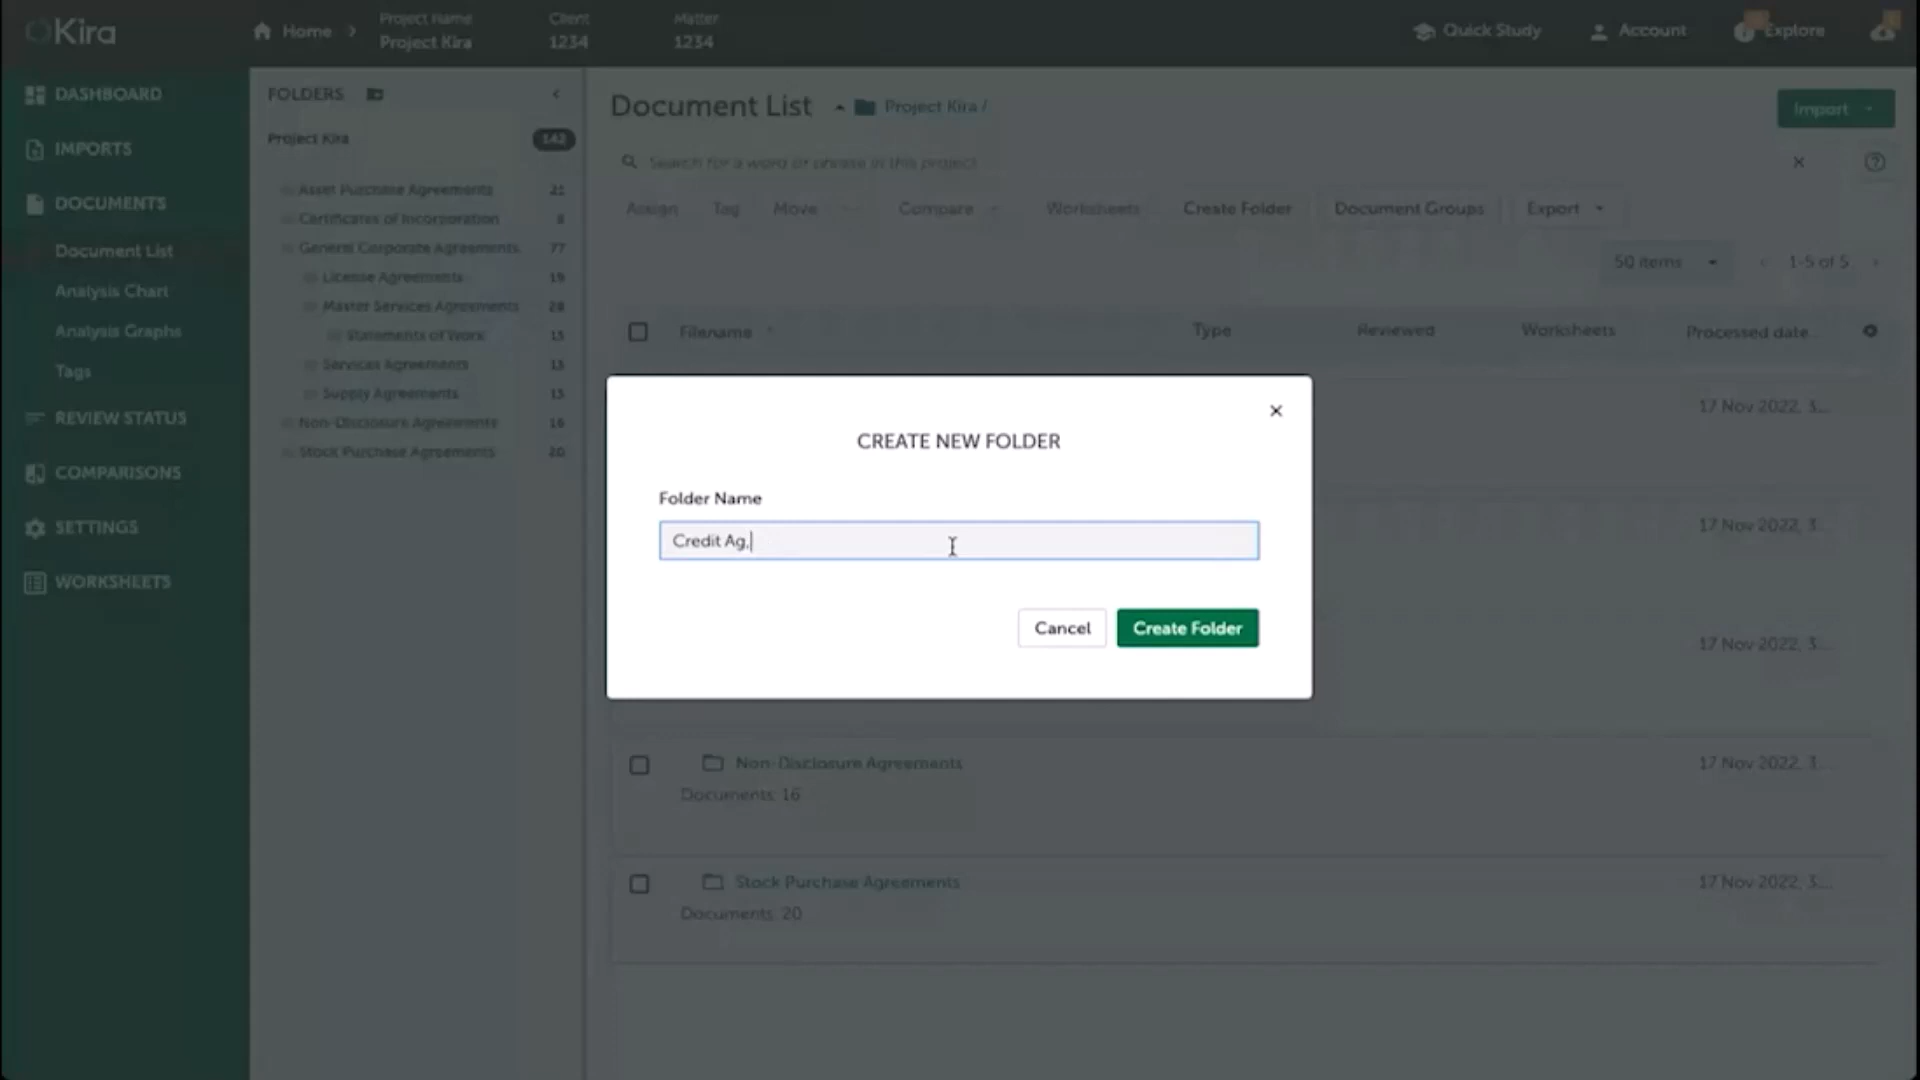 Kira
Home
Project Name
Project Kira
Client
1234
Matter
1234
Quick Study
Account
Explore
DASHBOARD
IMPORTS
DOCUMENTS
Document List
Analysis Chart
Analysis Graphs
Tags
REVIEW STATUS
COMPARISONS
SETTINGS
WORKSHEETS
FOLDERS
Project Kira 142
Asset Purchase Agreements 21
Certificates of Incorporation 8
General Corporate Agreements 77
License Agreements 19
Master Services Agreements 28
Statements of Work 15
Services Agreements 15
Supply Agreements 15
Non-Disclosure Agreements 16
Stock Purchase Agreements 20
Document List Project Kira /
Import
Search for a word or phrase in this project
Assign Tag Move Compare Worksheets Create Folder Document Groups Export
50 items 1-5 of 5
Filename Type Reviewed Worksheets Processed date
17 Nov 2022, 3...
CREATE NEW FOLDER
Folder Name
Credit Ag.
Cancel Create Folder
17 Nov 2022, 3...
17 Nov 2022, 3...
Non-Disclosure Agreements 17 Nov 2022, 3...
Documents: 16
Stock Purchase Agreements 17 Nov 2022, 3...
Documents: 20